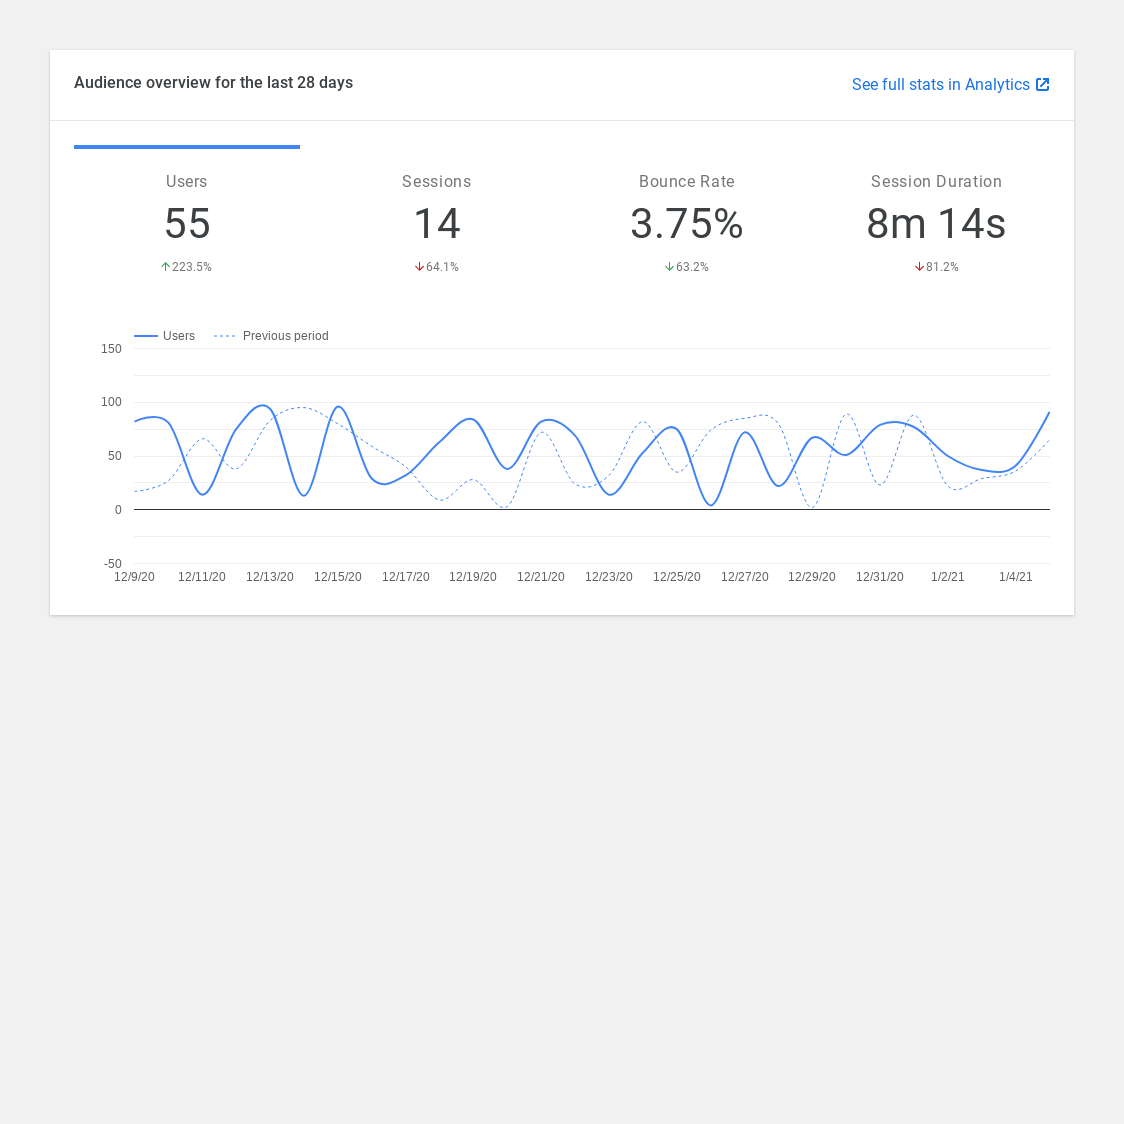 Audience overview for the last 28 days
See full stats in Analytics
Users
55
223.5%
Sessions
14
64.1%
Bounce Rate
3.75%
63.2%
Session Duration
8m 14s
81.2%
Users
Previous period
150
100
50
0
-50
12/9/20 12/11/20 12/13/20 12/15/20 12/17/20 12/19/20 12/21/20 12/23/20 12/25/20 12/27/20 12/29/20 12/31/20 1/2/21 1/4/21